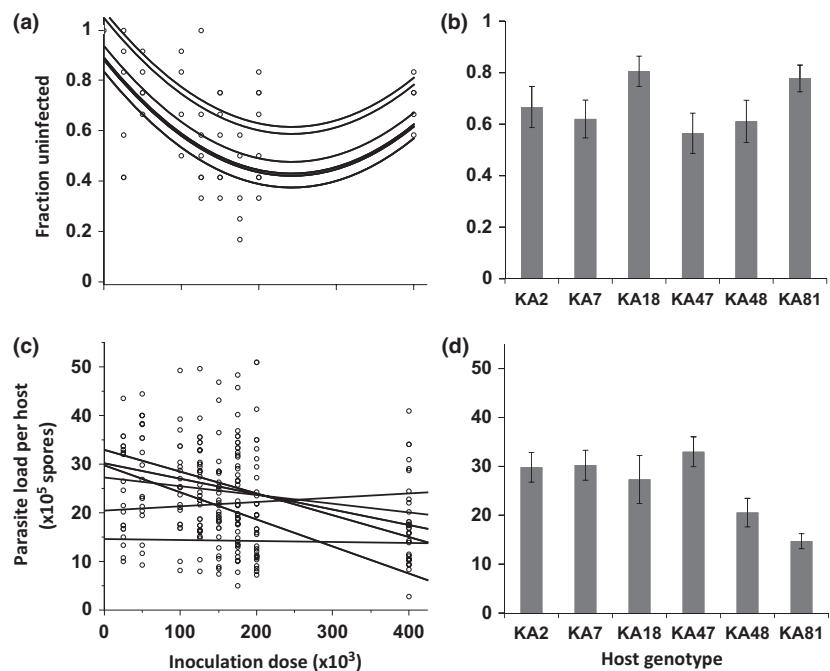 (a)
Fraction uninfected
1
0.8
0.6
0.4
0.2
0
(b)
1
0.8
0.6
0.4
0.2
0
KA2 KA7 KA18 KA47 KA48 KA81
(c)
Parasite load per host
(x10⁵ spores)
50
40
30
20
10
0
0 100 200 300 400
Inoculation dose (x10³)
(d)
50
40
30
20
10
0
KA2 KA7 KA18 KA47 KA48 KA81
Host genotype